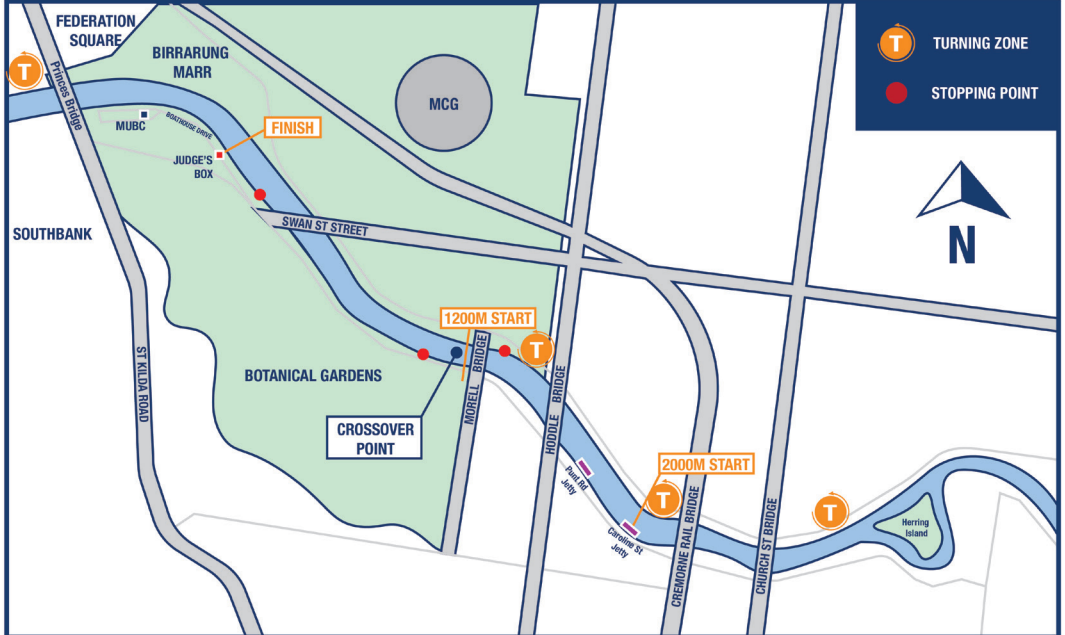 FEDERATION
SQUARE
BIRRARUNG
MARR
T
Princes Bridge
MUBC
BOATHOUSE DRIVE
FINISH
JUDGE'S
BOX
MCG
T
TURNING ZONE
STOPPING POINT
N
SOUTHBANK
SWAN ST STREET
1200M START
T
ST KILDA ROAD
BOTANICAL GARDENS
MORELL BRIDGE
HODDLE BRIDGE
CROSSOVER
POINT
Punt Rd
Jetty
2000M START
T
Caroline St
Jetty
CREMORNE RAIL BRIDGE
CHURCH ST BRIDGE
T
Herring
Island